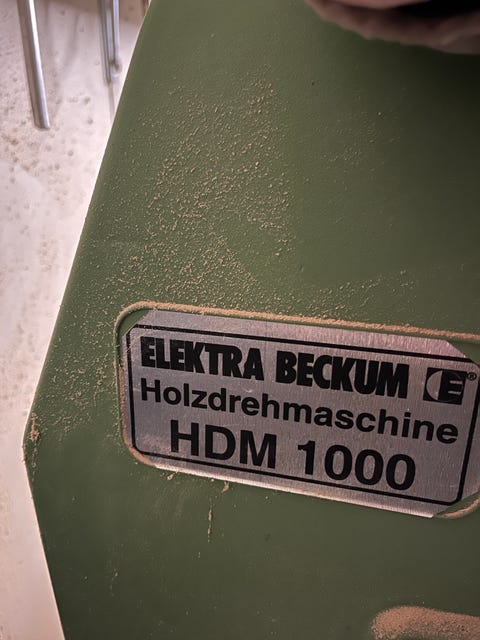 ELEKTRA BECKUM E®
Holzdrehmaschine
HDM 1000